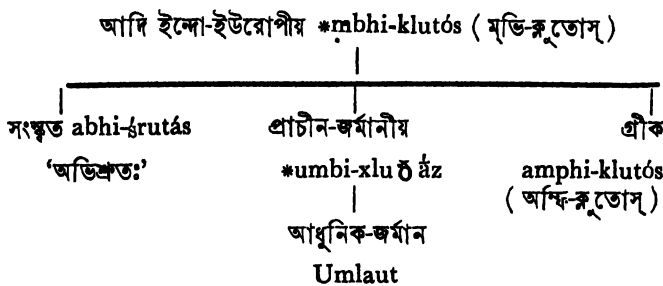 আদি ইন্দো-ইউরোপীয় *m̥bhi-klutós ( ম্‌ভি-ক্লুতোস্ )
সংস্কৃত abhi-śrutás প্রাচীন-জর্মানীয় গ্রীক
‘অভিশ্রুতঃ’ *umbi-xluðáz amphi-klutós
( অম্ফি-ক্লুতোস্ )
আধুনিক-জর্মান
Umlaut